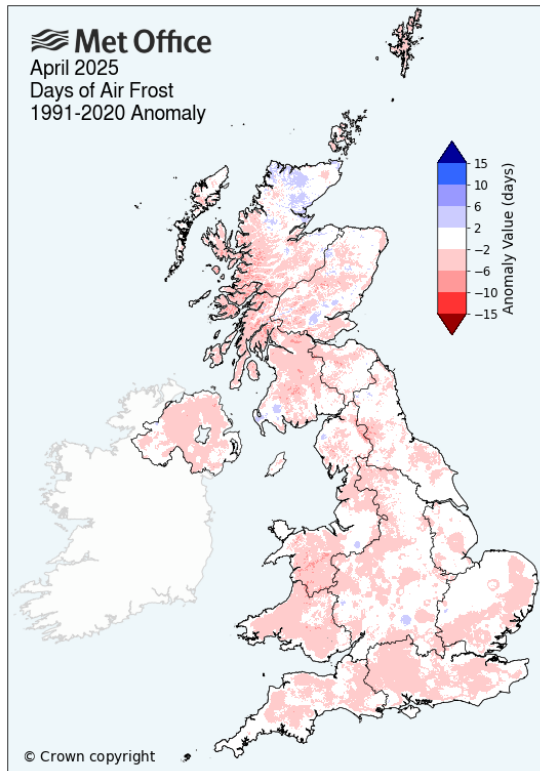 Met Office
April 2025
Days of Air Frost
1991-2020 Anomaly
15
10
6
2
−2
−6
−10
−15
Anomaly Value (days)
© Crown copyright